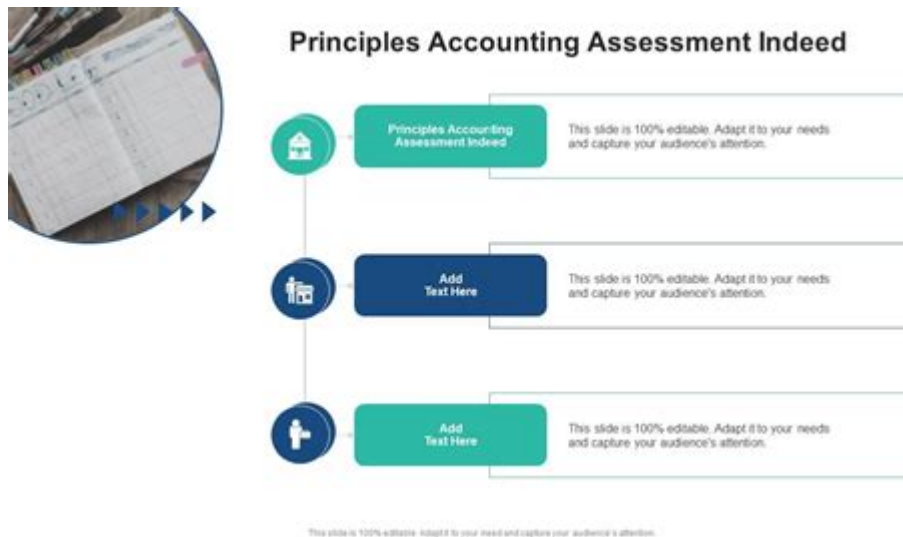 Principles Accounting Assessment Indeed
Principles Accounting
Assessment Indeed
This slide is 100% editable. Adapt it to your needs
and capture your audience's attention.
Add
Text Here
This slide is 100% editable. Adapt it to your needs
and capture your audience's attention.
Add
Text Here
This slide is 100% editable. Adapt it to your needs
and capture your audience's attention.
This slide is 100% editable. Adapt it to your need and capture your audience's attention.